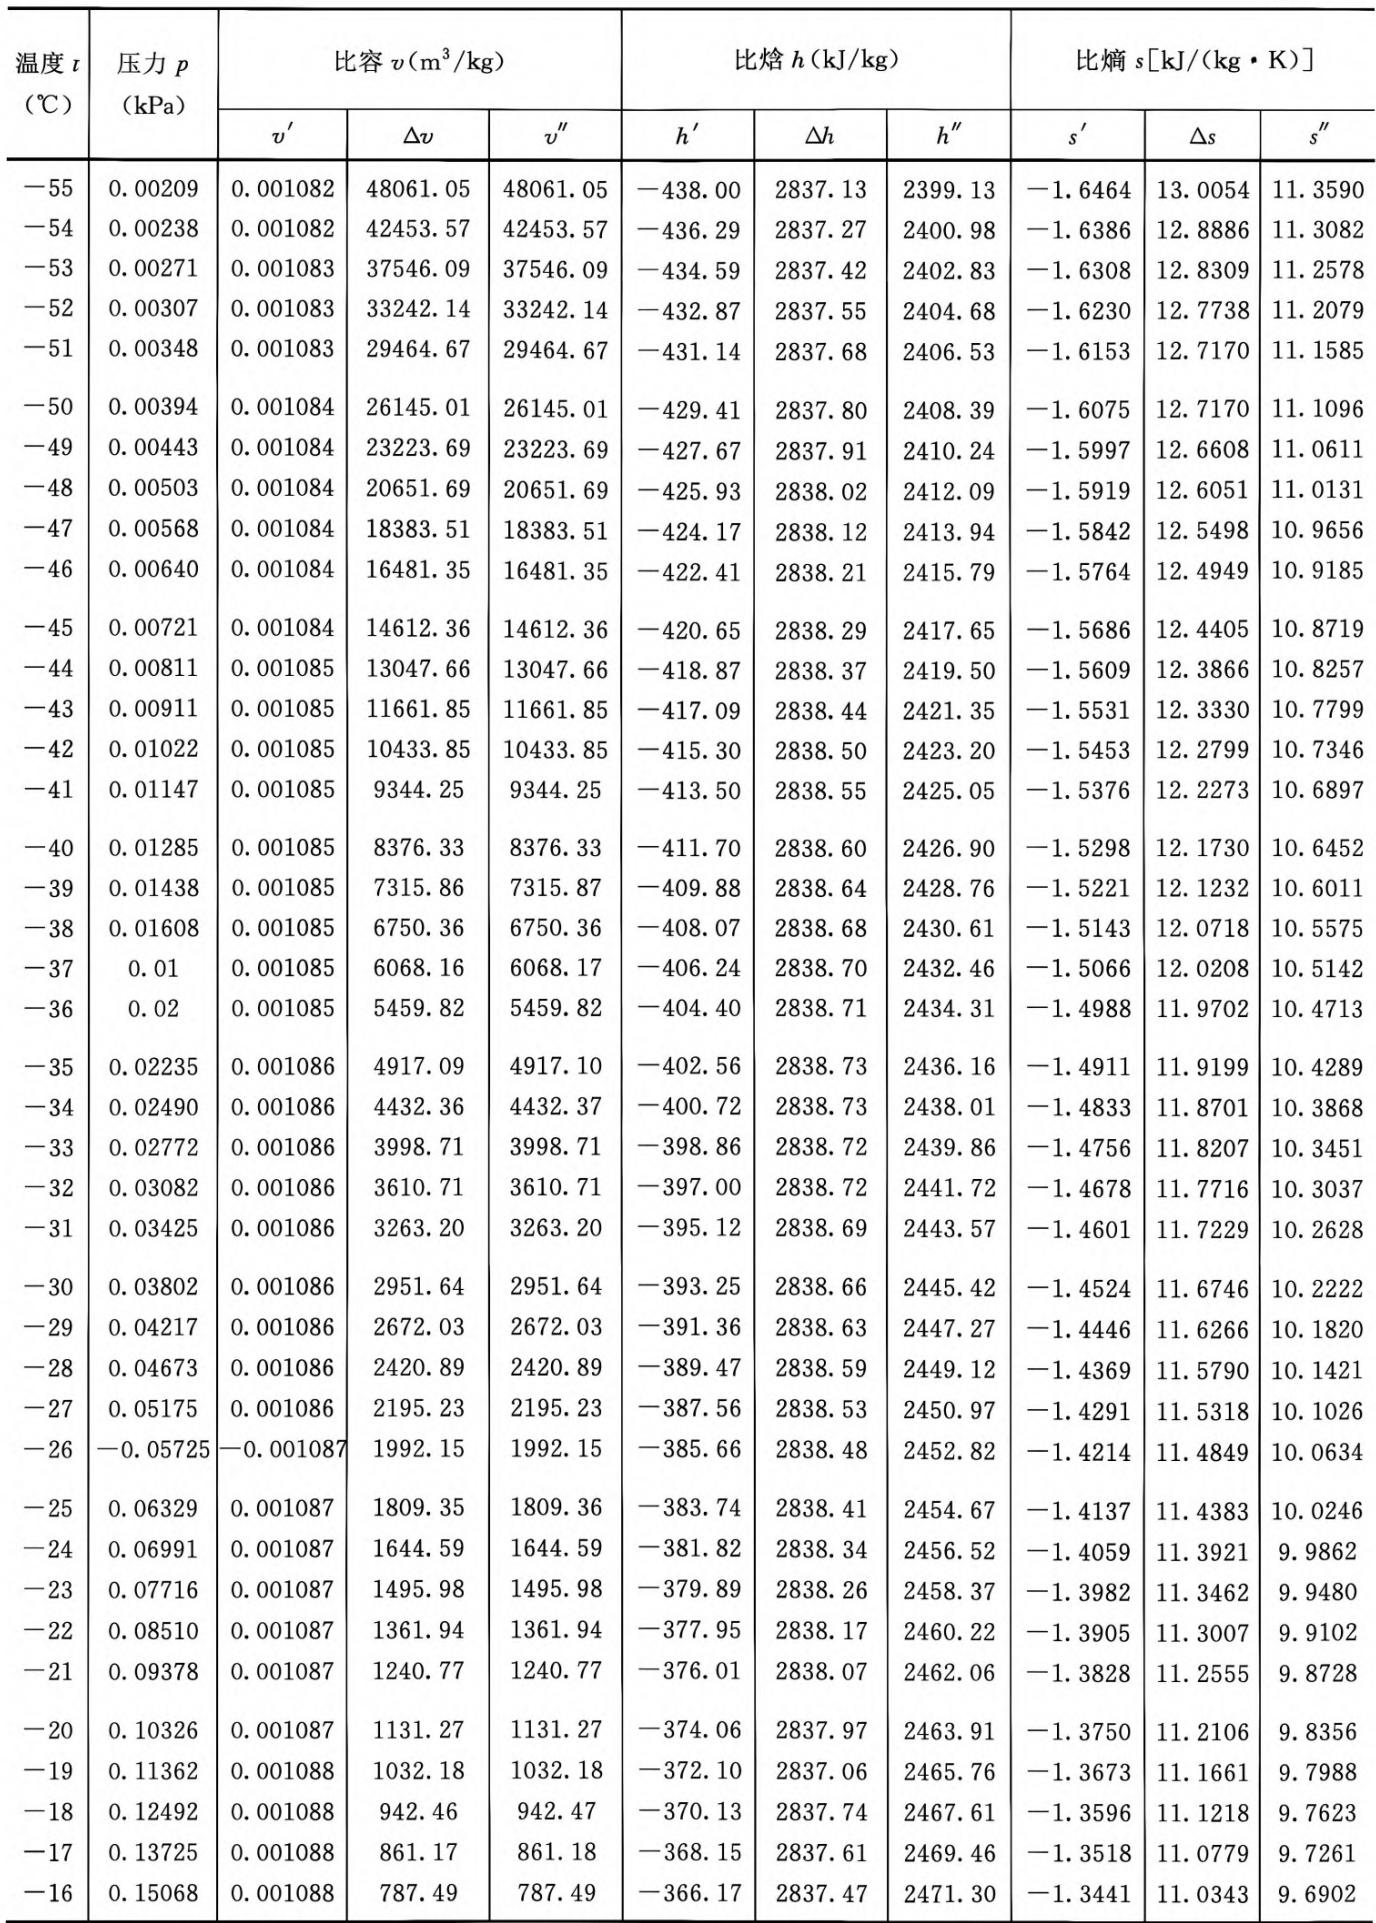 温度 t 压力 p 比容 v(m³/kg) 比焓 h(kJ/kg) 比熵 s[kJ/(kg·K)]
(℃) (kPa)
v′ Δv v″ h′ Δh h″ s′ Δs s″
−55 0.00209 0.001082 48061.05 48061.05 −438.00 2837.13 2399.13 −1.6464 13.0054 11.3590
−54 0.00238 0.001082 42453.57 42453.57 −436.29 2837.27 2400.98 −1.6386 12.8886 11.3082
−53 0.00271 0.001083 37546.09 37546.09 −434.59 2837.42 2402.83 −1.6308 12.8309 11.2578
−52 0.00307 0.001083 33242.14 33242.14 −432.87 2837.55 2404.68 −1.6230 12.7738 11.2079
−51 0.00348 0.001083 29464.67 29464.67 −431.14 2837.68 2406.53 −1.6153 12.7170 11.1585
−50 0.00394 0.001084 26145.01 26145.01 −429.41 2837.80 2408.39 −1.6075 12.7170 11.1096
−49 0.00443 0.001084 23223.69 23223.69 −427.67 2837.91 2410.24 −1.5997 12.6608 11.0611
−48 0.00503 0.001084 20651.69 20651.69 −425.93 2838.02 2412.09 −1.5919 12.6051 11.0131
−47 0.00568 0.001084 18383.51 18383.51 −424.17 2838.12 2413.94 −1.5842 12.5498 10.9656
−46 0.00640 0.001084 16481.35 16481.35 −422.41 2838.21 2415.79 −1.5764 12.4949 10.9185
−45 0.00721 0.001084 14612.36 14612.36 −420.65 2838.29 2417.65 −1.5686 12.4405 10.8719
−44 0.00811 0.001085 13047.66 13047.66 −418.87 2838.37 2419.50 −1.5609 12.3866 10.8257
−43 0.00911 0.001085 11661.85 11661.85 −417.09 2838.44 2421.35 −1.5531 12.3330 10.7799
−42 0.01022 0.001085 10433.85 10433.85 −415.30 2838.50 2423.20 −1.5453 12.2799 10.7346
−41 0.01147 0.001085 9344.25 9344.25 −413.50 2838.55 2425.05 −1.5376 12.2273 10.6897
−40 0.01285 0.001085 8376.33 8376.33 −411.70 2838.60 2426.90 −1.5298 12.1730 10.6452
−39 0.01438 0.001085 7315.86 7315.87 −409.88 2838.64 2428.76 −1.5221 12.1232 10.6011
−38 0.01608 0.001085 6750.36 6750.36 −408.07 2838.68 2430.61 −1.5143 12.0718 10.5575
−37 0.01 0.001085 6068.16 6068.17 −406.24 2838.70 2432.46 −1.5066 12.0208 10.5142
−36 0.02 0.001085 5459.82 5459.82 −404.40 2838.71 2434.31 −1.4988 11.9702 10.4713
−35 0.02235 0.001086 4917.09 4917.10 −402.56 2838.73 2436.16 −1.4911 11.9199 10.4289
−34 0.02490 0.001086 4432.36 4432.37 −400.72 2838.73 2438.01 −1.4833 11.8701 10.3868
−33 0.02772 0.001086 3998.71 3998.71 −398.86 2838.72 2439.86 −1.4756 11.8207 10.3451
−32 0.03082 0.001086 3610.71 3610.71 −397.00 2838.72 2441.72 −1.4678 11.7716 10.3037
−31 0.03425 0.001086 3263.20 3263.20 −395.12 2838.69 2443.57 −1.4601 11.7229 10.2628
−30 0.03802 0.001086 2951.64 2951.64 −393.25 2838.66 2445.42 −1.4524 11.6746 10.2222
−29 0.04217 0.001086 2672.03 2672.03 −391.36 2838.63 2447.27 −1.4446 11.6266 10.1820
−28 0.04673 0.001086 2420.89 2420.89 −389.47 2838.59 2449.12 −1.4369 11.5790 10.1421
−27 0.05175 0.001086 2195.23 2195.23 −387.56 2838.53 2450.97 −1.4291 11.5318 10.1026
−26 −0.05725 −0.001087 1992.15 1992.15 −385.66 2838.48 2452.82 −1.4214 11.4849 10.0634
−25 0.06329 0.001087 1809.35 1809.36 −383.74 2838.41 2454.67 −1.4137 11.4383 10.0246
−24 0.06991 0.001087 1644.59 1644.59 −381.82 2838.34 2456.52 −1.4059 11.3921 9.9862
−23 0.07716 0.001087 1495.98 1495.98 −379.89 2838.26 2458.37 −1.3982 11.3462 9.9480
−22 0.08510 0.001087 1361.94 1361.94 −377.95 2838.17 2460.22 −1.3905 11.3007 9.9102
−21 0.09378 0.001087 1240.77 1240.77 −376.01 2838.07 2462.06 −1.3828 11.2555 9.8728
−20 0.10326 0.001087 1131.27 1131.27 −374.06 2837.97 2463.91 −1.3750 11.2106 9.8356
−19 0.11362 0.001088 1032.18 1032.18 −372.10 2837.06 2465.76 −1.3673 11.1661 9.7988
−18 0.12492 0.001088 942.46 942.47 −370.13 2837.74 2467.61 −1.3596 11.1218 9.7623
−17 0.13725 0.001088 861.17 861.18 −368.15 2837.61 2469.46 −1.3518 11.0779 9.7261
−16 0.15068 0.001088 787.49 787.49 −366.17 2837.47 2471.30 −1.3441 11.0343 9.6902